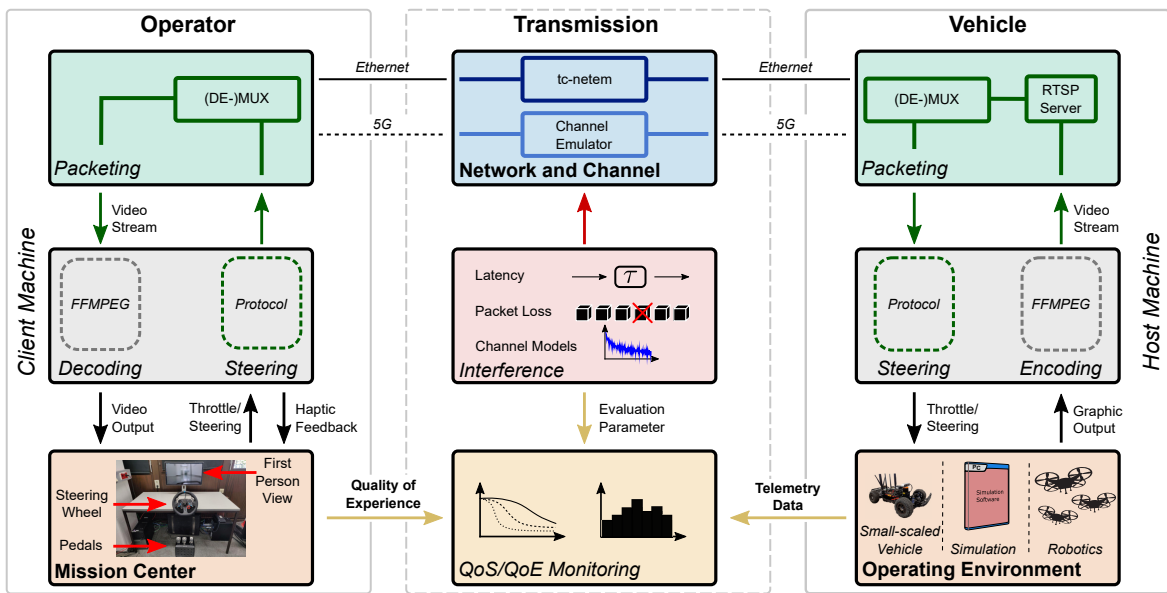 Operator
Transmission
Vehicle
(DE-)MUX
Packeting
Ethernet
5G
tc-netem
Channel
Emulator
Network and Channel
Ethernet
5G
(DE-)MUX
RTSP
Server
Packeting
Video
Stream
Client Machine
FFMPEG
Decoding
Protocol
Steering
Latency
τ
Packet Loss
Channel Models
Interference
Video
Stream
Protocol
Steering
FFMPEG
Encoding
Host Machine
Video
Output
Throttle/
Steering
Haptic
Feedback
Evaluation
Parameter
Throttle/
Steering
Graphic
Output
First
Person
View
Steering
Wheel
Pedals
Mission Center
Quality of
Experience
QoS/QoE Monitoring
Telemetry
Data
Small-scaled
Vehicle
PC
Simulation
Software
Simulation
Robotics
Operating Environment